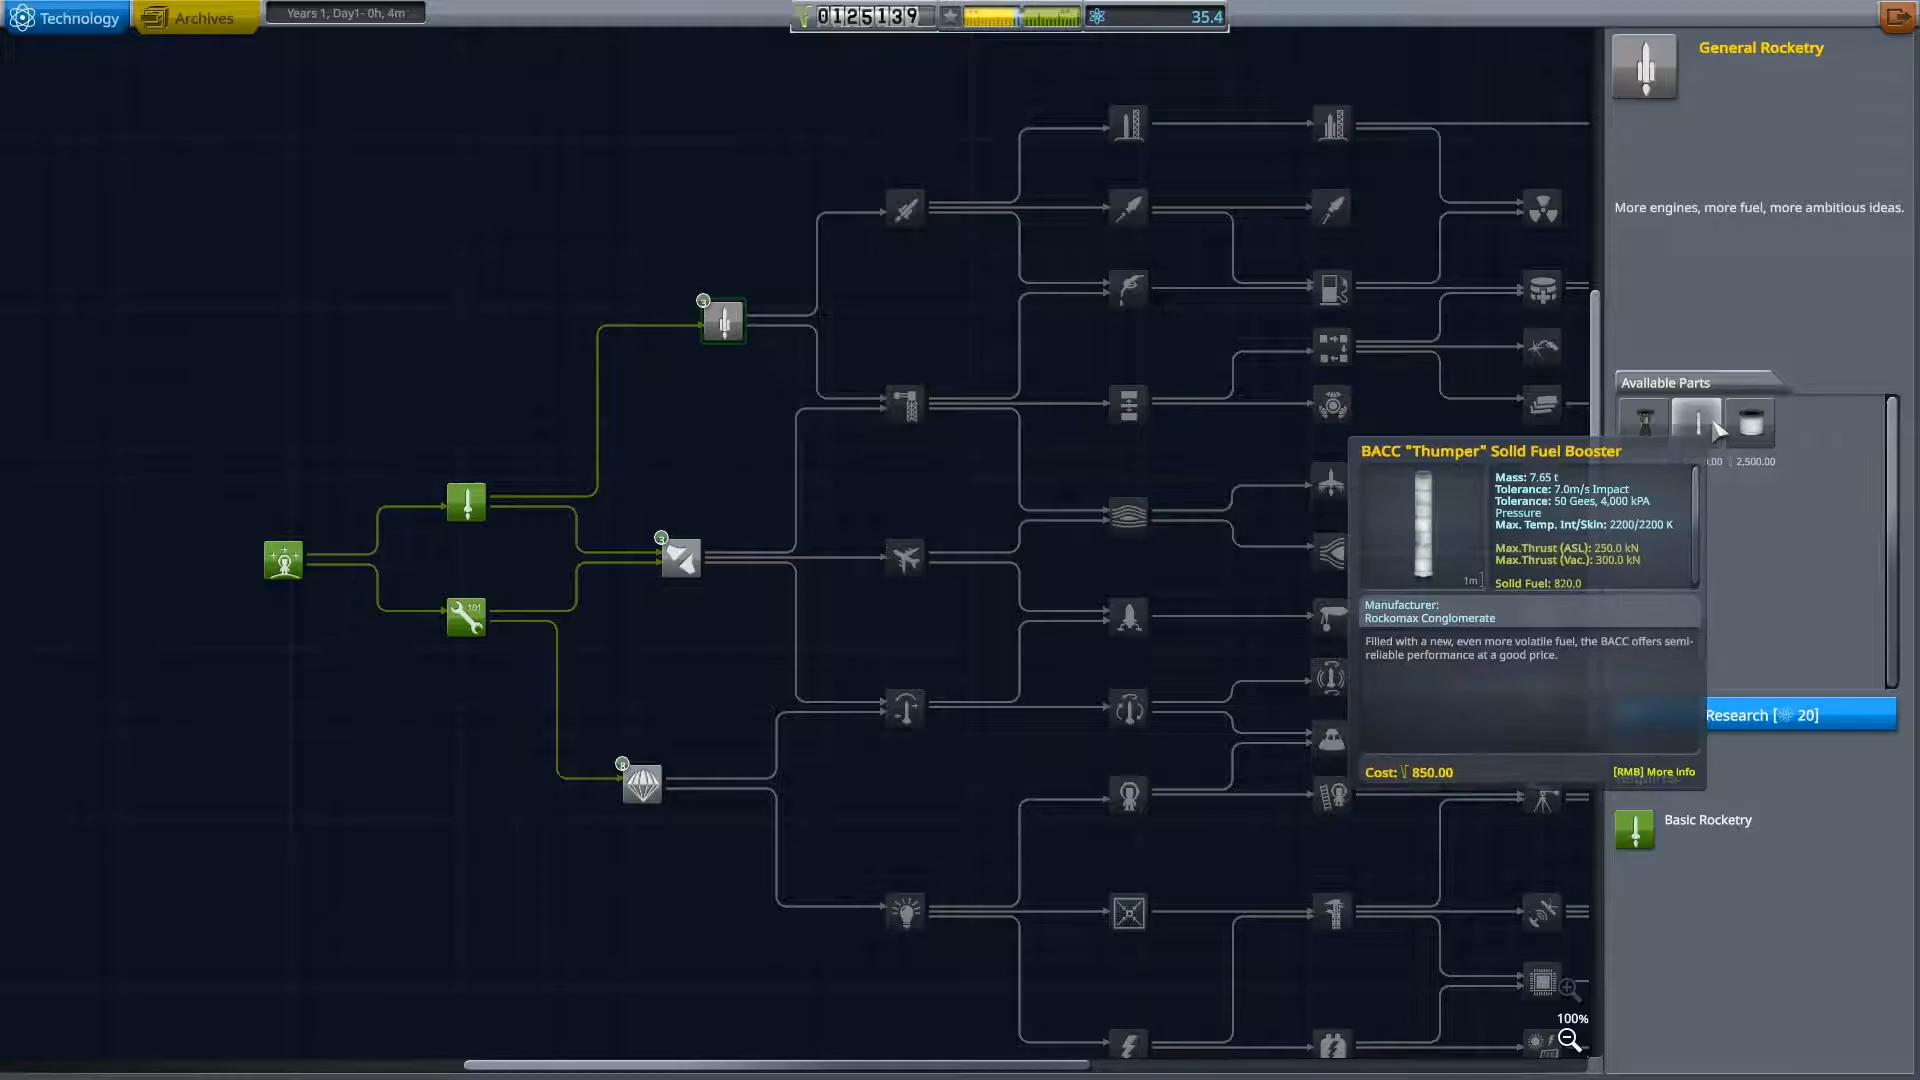 Technology
Archives
Years 1, Day1- 0h, 4m
0125139
35.4
General Rocketry
More engines, more fuel, more ambitious ideas.
Available Parts
.00
2,500.00
BACC "Thumper" Solid Fuel Booster
Mass: 7.65 t
Tolerance: 7.0m/s Impact
Tolerance: 50 Gees, 4,000 kPA
Pressure
Max. Temp. Int/Skin: 2200/2200 K
Max.Thrust (ASL): 250.0 kN
Max.Thrust (Vac.): 300.0 kN
Solid Fuel: 820.0
1m
Manufacturer:
Rockomax Conglomerate
Filled with a new, even more volatile fuel, the BACC offers semi-
reliable performance at a good price.
Cost: 850.00
[RMB] More Info
Research [20]
Basic Rocketry
3
3
8
101
100%